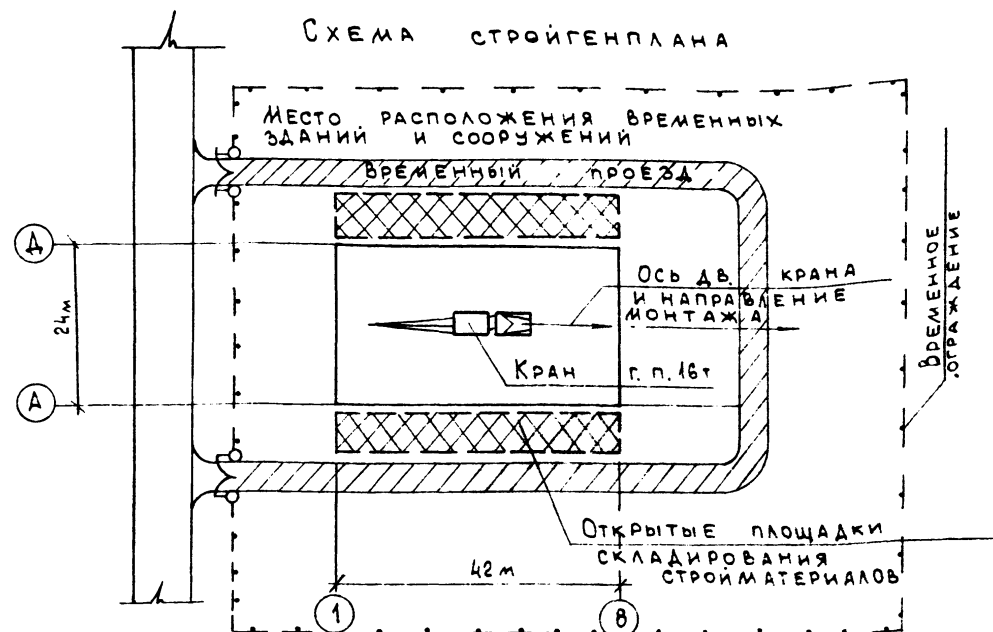 Схема стройгенплана
Место расположения временных
зданий и сооружений
Временный проезд
Д
24м
А
Ось дв. крана
и направление
монтажа
Кран г.п. 16т
Временное
ограждение
Открытые площадки
складирования
стройматериалов
42м
1
8